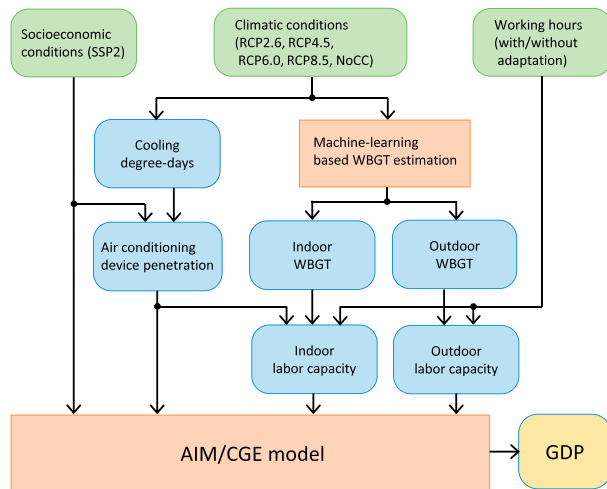 Socioeconomic
conditions (SSP2)
Climatic conditions
(RCP2.6, RCP4.5,
RCP6.0, RCP8.5, NoCC)
Working hours
(with/without
adaptation)
Cooling
degree-days
Machine-learning
based WBGT estimation
Air conditioning
device penetration
Indoor
WBGT
Outdoor
WBGT
Indoor
labor capacity
Outdoor
labor capacity
AIM/CGE model
GDP